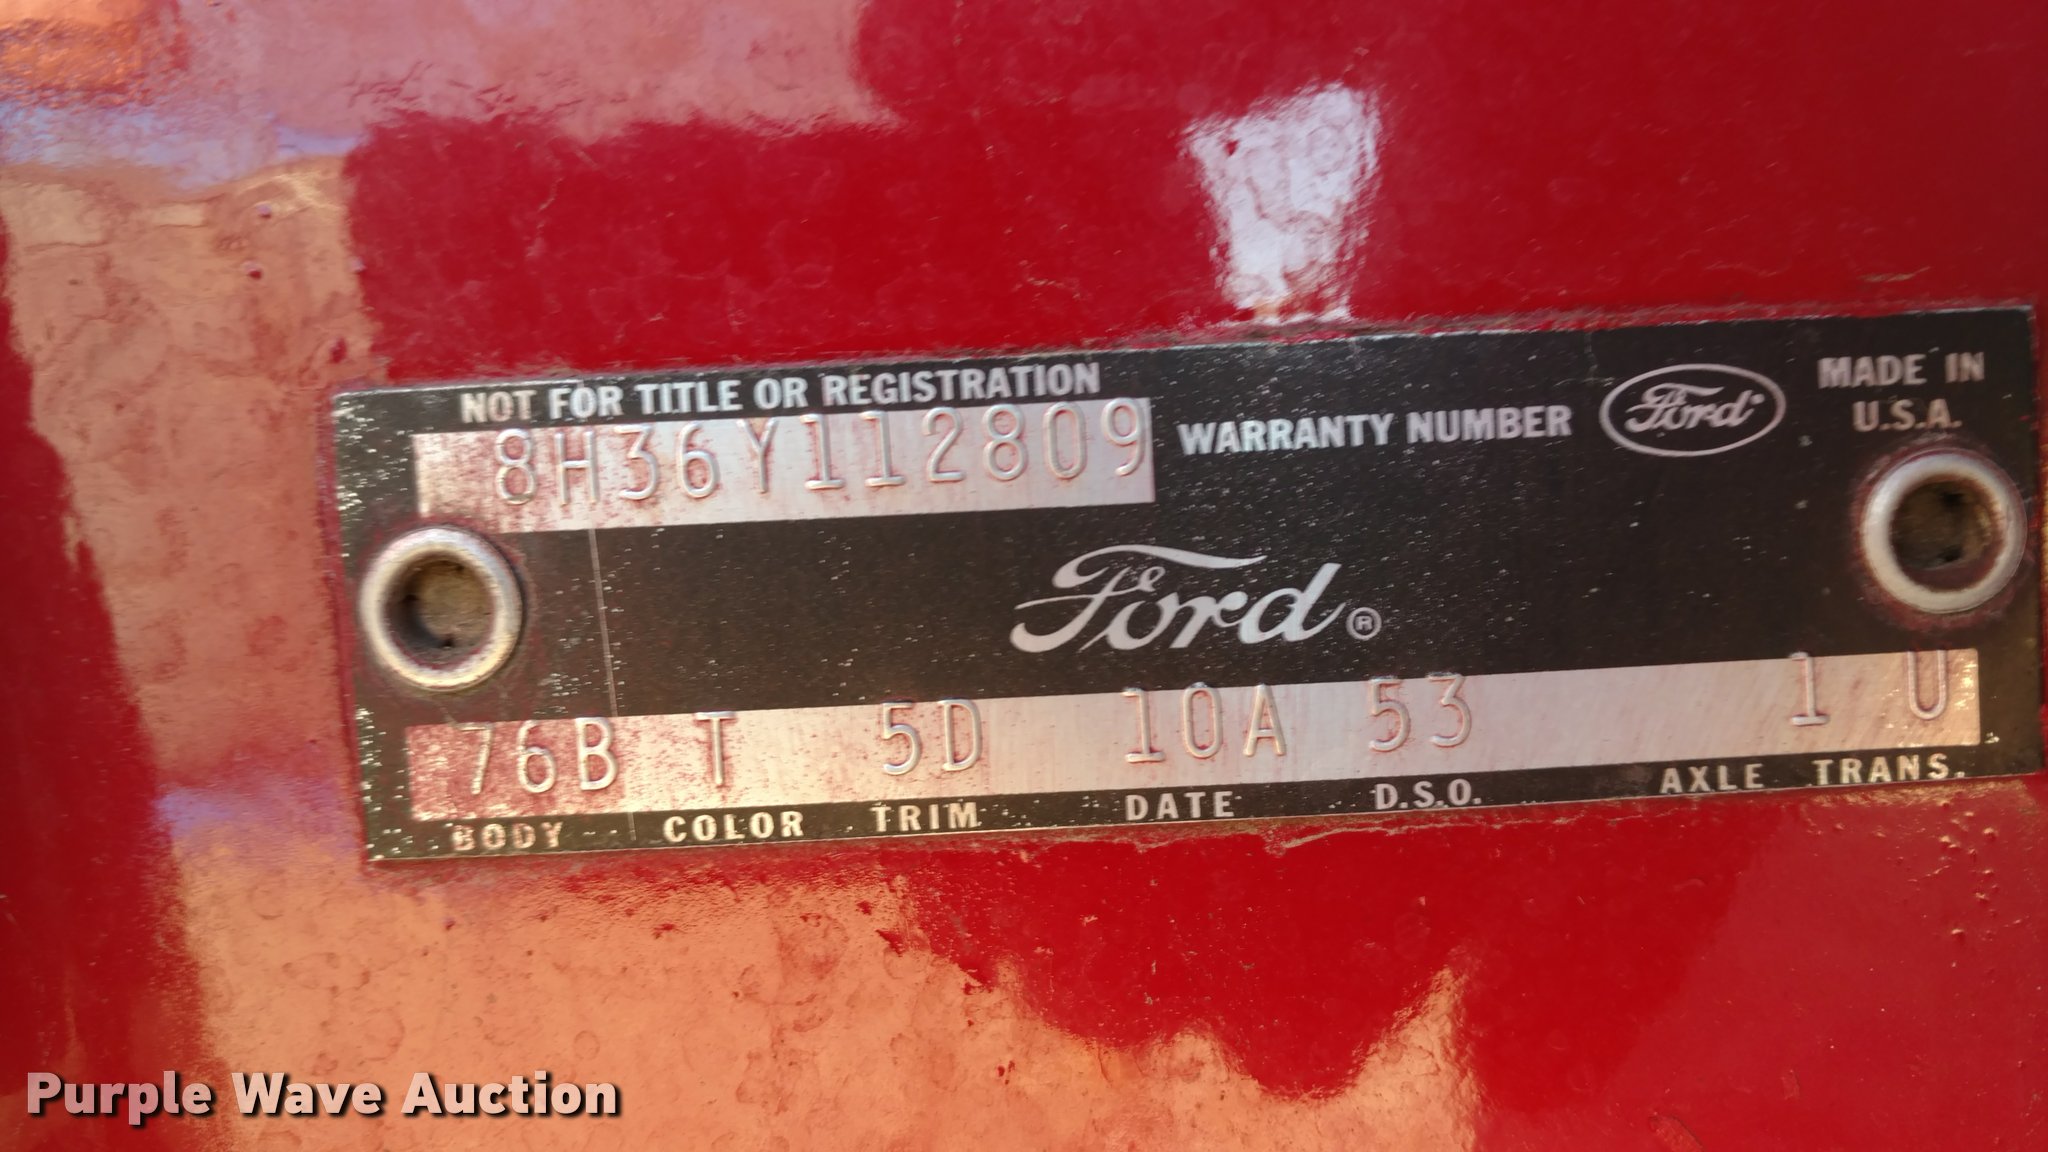 NOT FOR TITLE OR REGISTRATION
8H36Y112809
WARRANTY NUMBER
Ford
MADE IN
U.S.A.
Ford ®
76B T 5D 10A 53 1 U
BODY COLOR TRIM DATE D.S.O. AXLE TRANS.
Purple Wave Auction